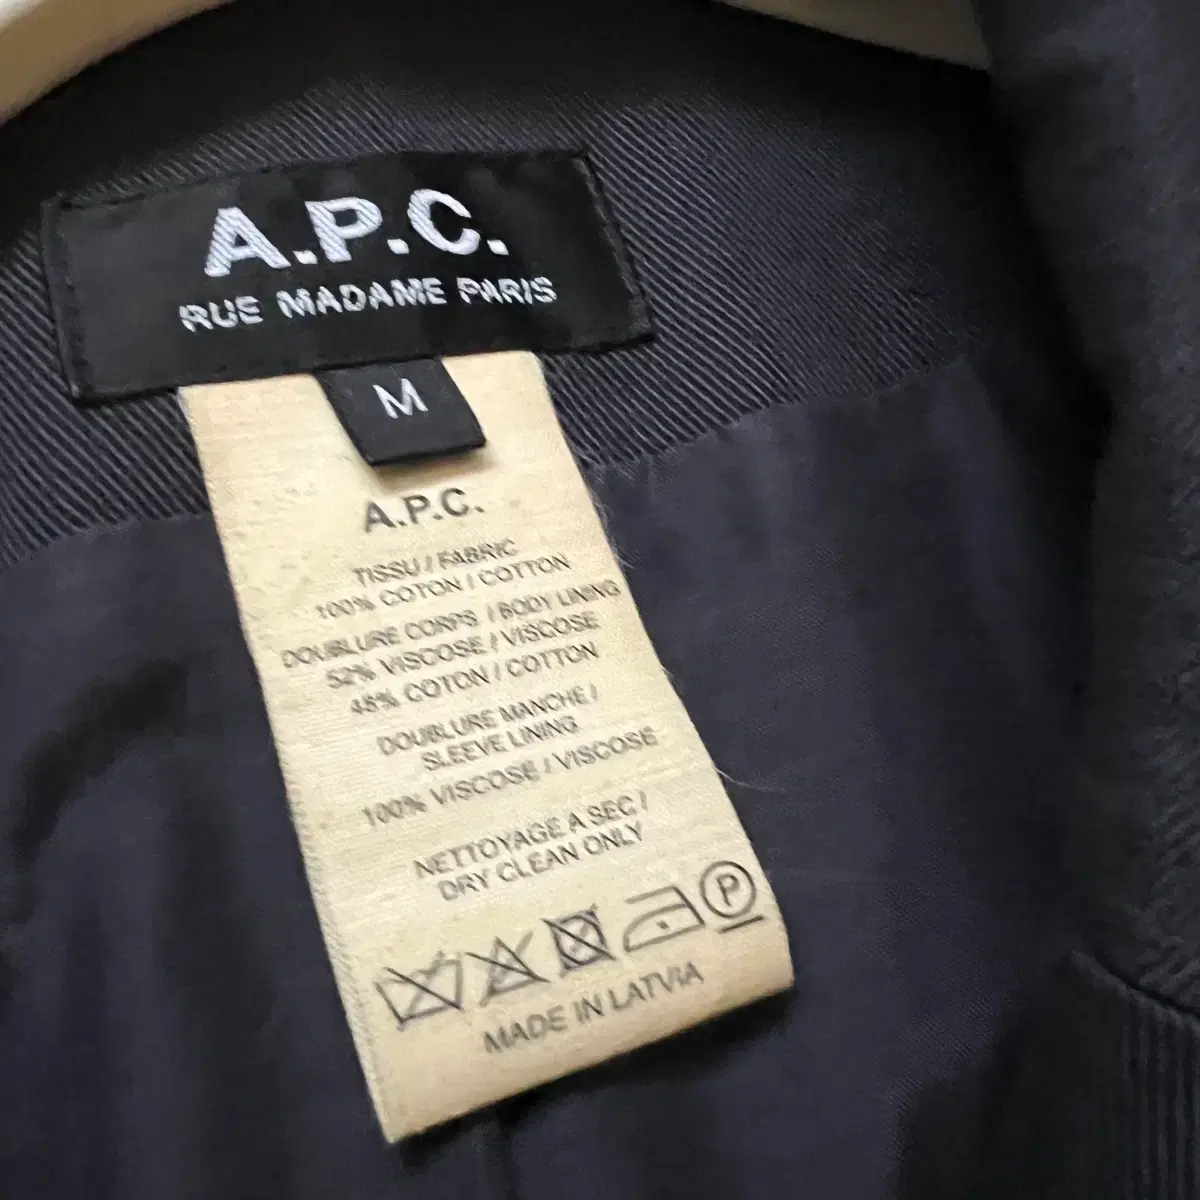 A.P.C.
RUE MADAME PARIS
M
A.P.C.
TISSU / FABRIC
100% COTON / COTTON
DOUBLURE CORPS / BODY LINING
52% VISCOSE / VISCOSE
48% COTON / COTTON
DOUBLURE MANCHE /
SLEEVE LINING
100% VISCOSE / VISCOSE
NETTOYAGE A SEC /
DRY CLEAN ONLY
P
MADE IN LATVIA